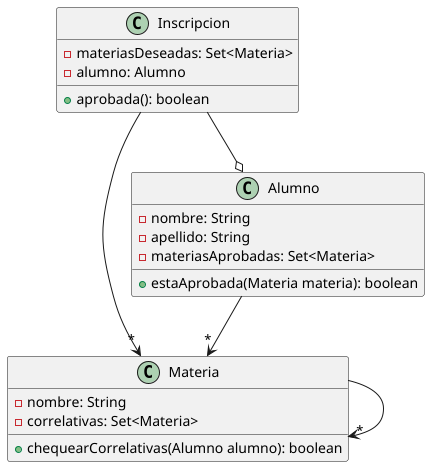 C Inscripcion
materiasDeseadas: Set<Materia>
alumno: Alumno
aprobada(): boolean
C Alumno
nombre: String
apellido: String
materiasAprobadas: Set<Materia>
estaAprobada(Materia materia): boolean
*
*
C Materia
nombre: String
correlativas: Set<Materia>
chequearCorrelativas(Alumno alumno): boolean
*